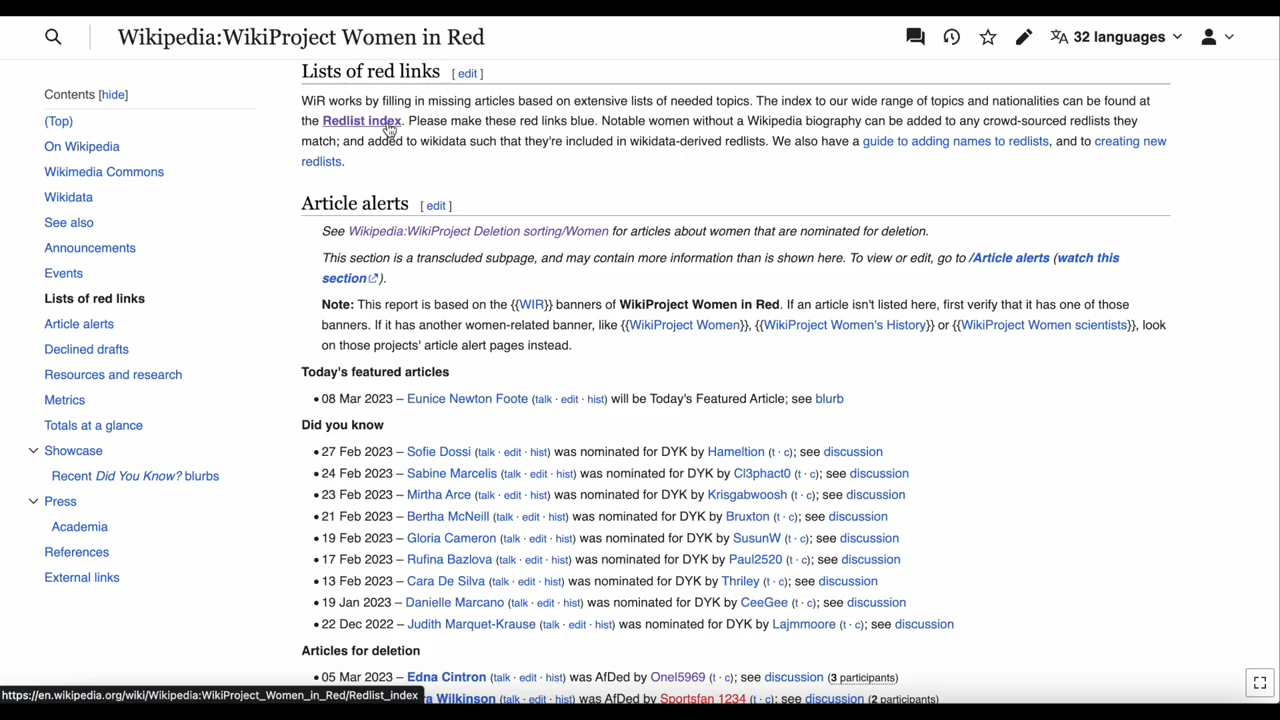 Wikipedia:WikiProject Women in Red
32 languages
Contents [hide]
(Top)
On Wikipedia
Wikimedia Commons
Wikidata
See also
Announcements
Events
Lists of red links
Article alerts
Declined drafts
Resources and research
Metrics
Totals at a glance
Showcase
Recent Did You Know? blurbs
Press
Academia
References
External links
Lists of red links [ edit ]
WiR works by filling in missing articles based on extensive lists of needed topics. The index to our wide range of topics and nationalities can be found at
the Redlist index. Please make these red links blue. Notable women without a Wikipedia biography can be added to any crowd-sourced redlists they
match; and added to wikidata such that they're included in wikidata-derived redlists. We also have a guide to adding names to redlists, and to creating new
redlists.
Article alerts [ edit ]
See Wikipedia:WikiProject Deletion sorting/Women for articles about women that are nominated for deletion.
This section is a transcluded subpage, and may contain more information than is shown here. To view or edit, go to /Article alerts (watch this
section).
Note: This report is based on the {{WIR}} banners of WikiProject Women in Red. If an article isn't listed here, first verify that it has one of those
banners. If it has another women-related banner, like {{WikiProject Women}}, {{WikiProject Women's History}} or {{WikiProject Women scientists}}, look
on those projects' article alert pages instead.
Today's featured articles
• 08 Mar 2023 – Eunice Newton Foote (talk · edit · hist) will be Today's Featured Article; see blurb
Did you know
• 27 Feb 2023 – Sofie Dossi (talk · edit · hist) was nominated for DYK by Hameltion (t · c); see discussion
• 24 Feb 2023 – Sabine Marcelis (talk · edit · hist) was nominated for DYK by Cl3phact0 (t · c); see discussion
• 23 Feb 2023 – Mirtha Arce (talk · edit · hist) was nominated for DYK by Krisgabwoosh (t · c); see discussion
• 21 Feb 2023 – Bertha McNeill (talk · edit · hist) was nominated for DYK by Bruxton (t · c); see discussion
• 19 Feb 2023 – Gloria Cameron (talk · edit · hist) was nominated for DYK by SusunW (t · c); see discussion
• 17 Feb 2023 – Rufina Bazlova (talk · edit · hist) was nominated for DYK by Paul2520 (t · c); see discussion
• 13 Feb 2023 – Cara De Silva (talk · edit · hist) was nominated for DYK by Thriley (t · c); see discussion
• 19 Jan 2023 – Danielle Marcano (talk · edit · hist) was nominated for DYK by CeeGee (t · c); see discussion
• 22 Dec 2022 – Judith Marquet-Krause (talk · edit · hist) was nominated for DYK by Lajmmoore (t · c); see discussion
Articles for deletion
• 05 Mar 2023 – Edna Cintron (talk · edit · hist) was AfDed by Onel5969 (t · c); see discussion (3 participants)
Wilkinson (talk · edit · hist) was AfDed by Sportsfan 1234 (t · c); see discussion (2 participants)
https://en.wikipedia.org/wiki/Wikipedia:WikiProject_Women_in_Red/Redlist_index